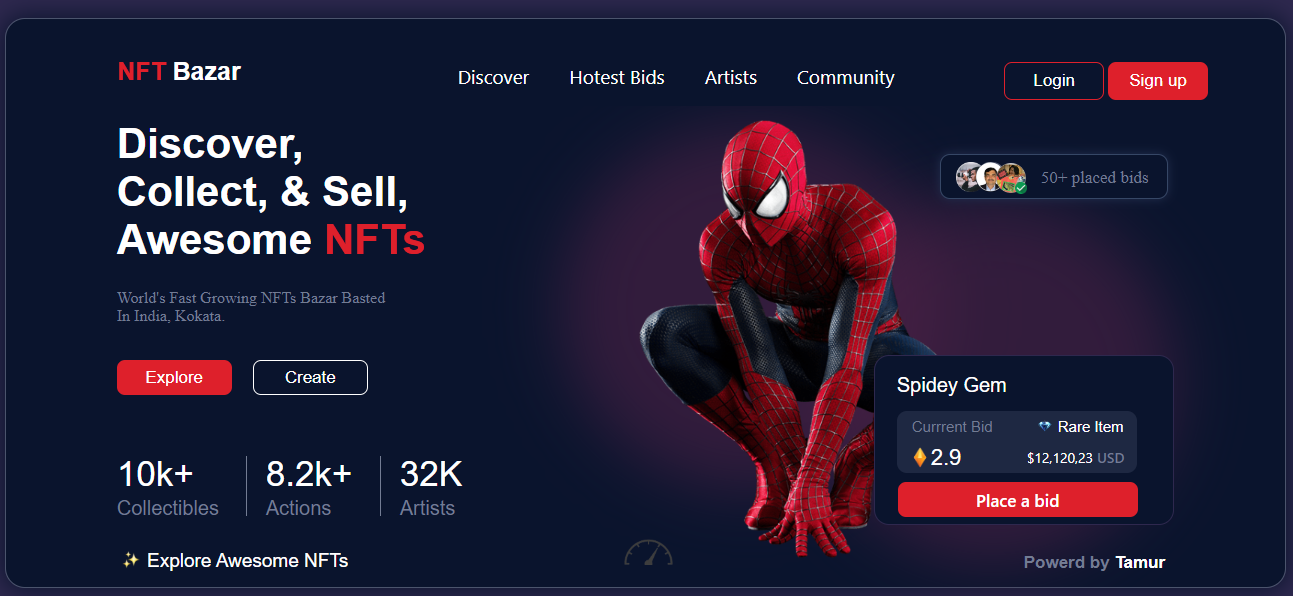 NFT Bazar
Discover
Hotest Bids
Artists
Community
Login
Sign up
Discover,
Collect, & Sell,
Awesome NFTs
50+ placed bids
World's Fast Growing NFTs Bazar Basted
In India, Kokata.
Explore
Create
Spidey Gem
Currrent Bid
Rare Item
2.9
$12,120,23 USD
Place a bid
10k+
Collectibles
8.2k+
Actions
32K
Artists
✨ Explore Awesome NFTs
Powerd by Tamur